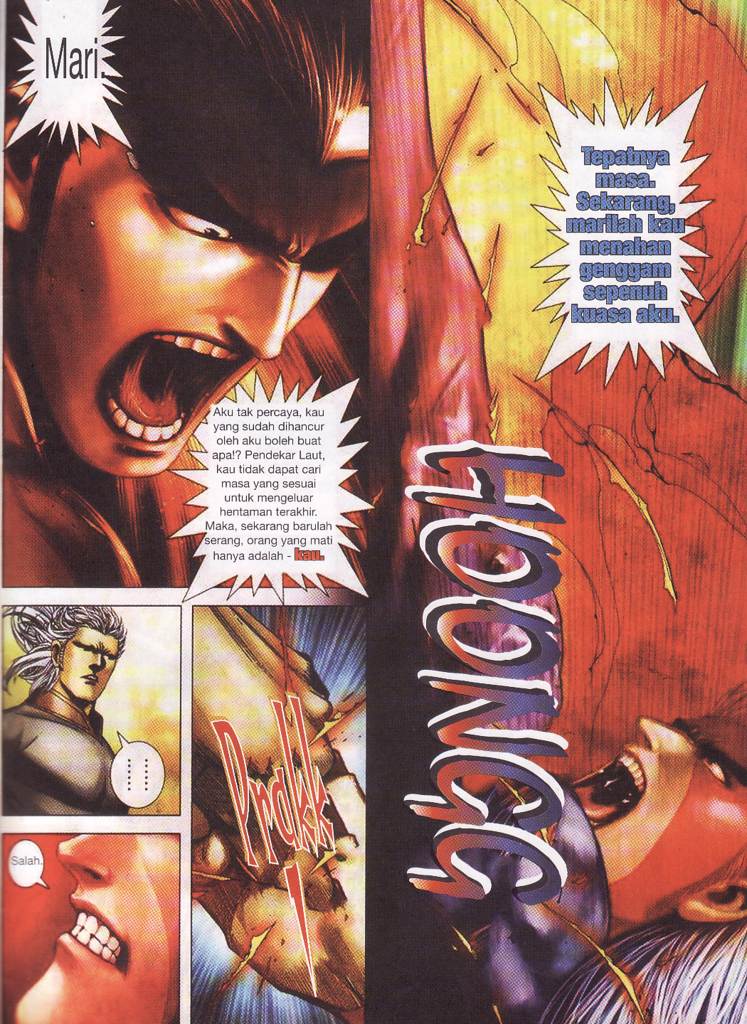 Mari.
Aku tak percaya, kau
yang sudah dihancur
oleh aku boleh buat
apa!? Pendekar Laut,
kau tidak dapat cari
masa yang sesuai
untuk mengeluar
hentaman terakhir.
Maka, sekarang barulah
serang, orang yang mati
hanya adalah - kau.
......
Salah.
Prakk!
Tepatnya
masa.
Sekarang,
marilah kau
menahan
genggam
sepenuh
kuasa aku.
HOOONGG